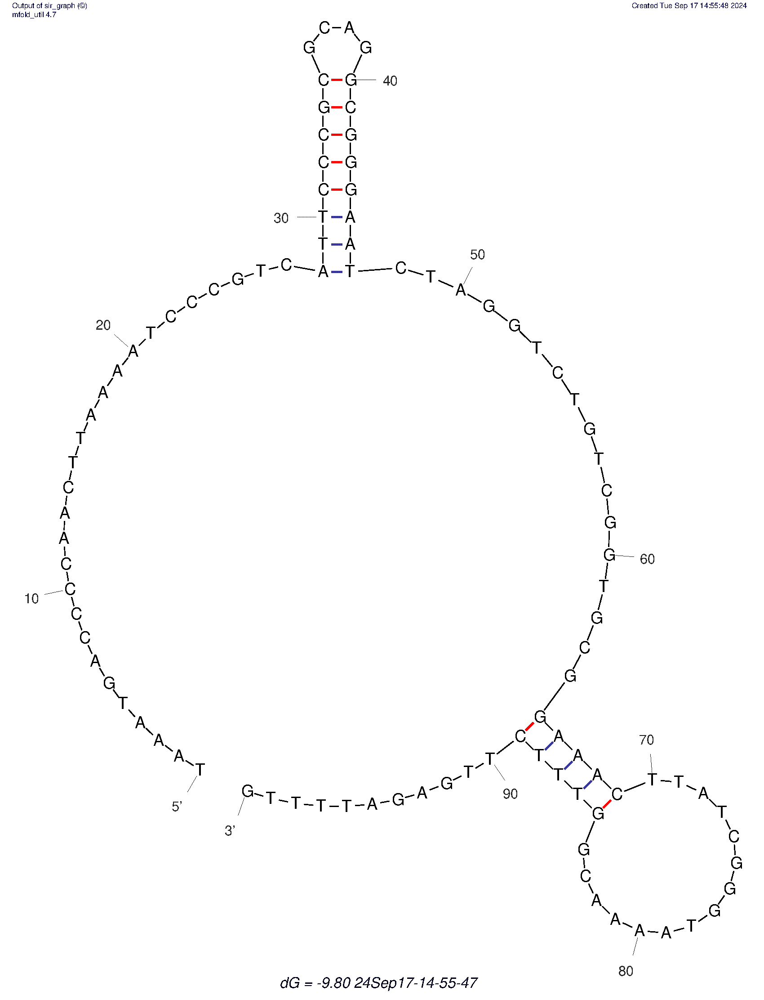 Output of sir_graph (©)
mfold_util 4.7
Created Tue Sep 17 14:55:48 2024
5'
T A A A T G A C C C
10
C A A C T T A A A A
20
T C C C G T C A T T
30
C C C G C G C A G G
40
C G G G A A T C T A
50
G G T C T G T C G G
60
T G C G G A A A C T
70
T A T C G G G T A A
80
A A C G G T T T C T
90
T G A G A T T T T G
3'
dG = -9.80 24Sep17-14-55-47